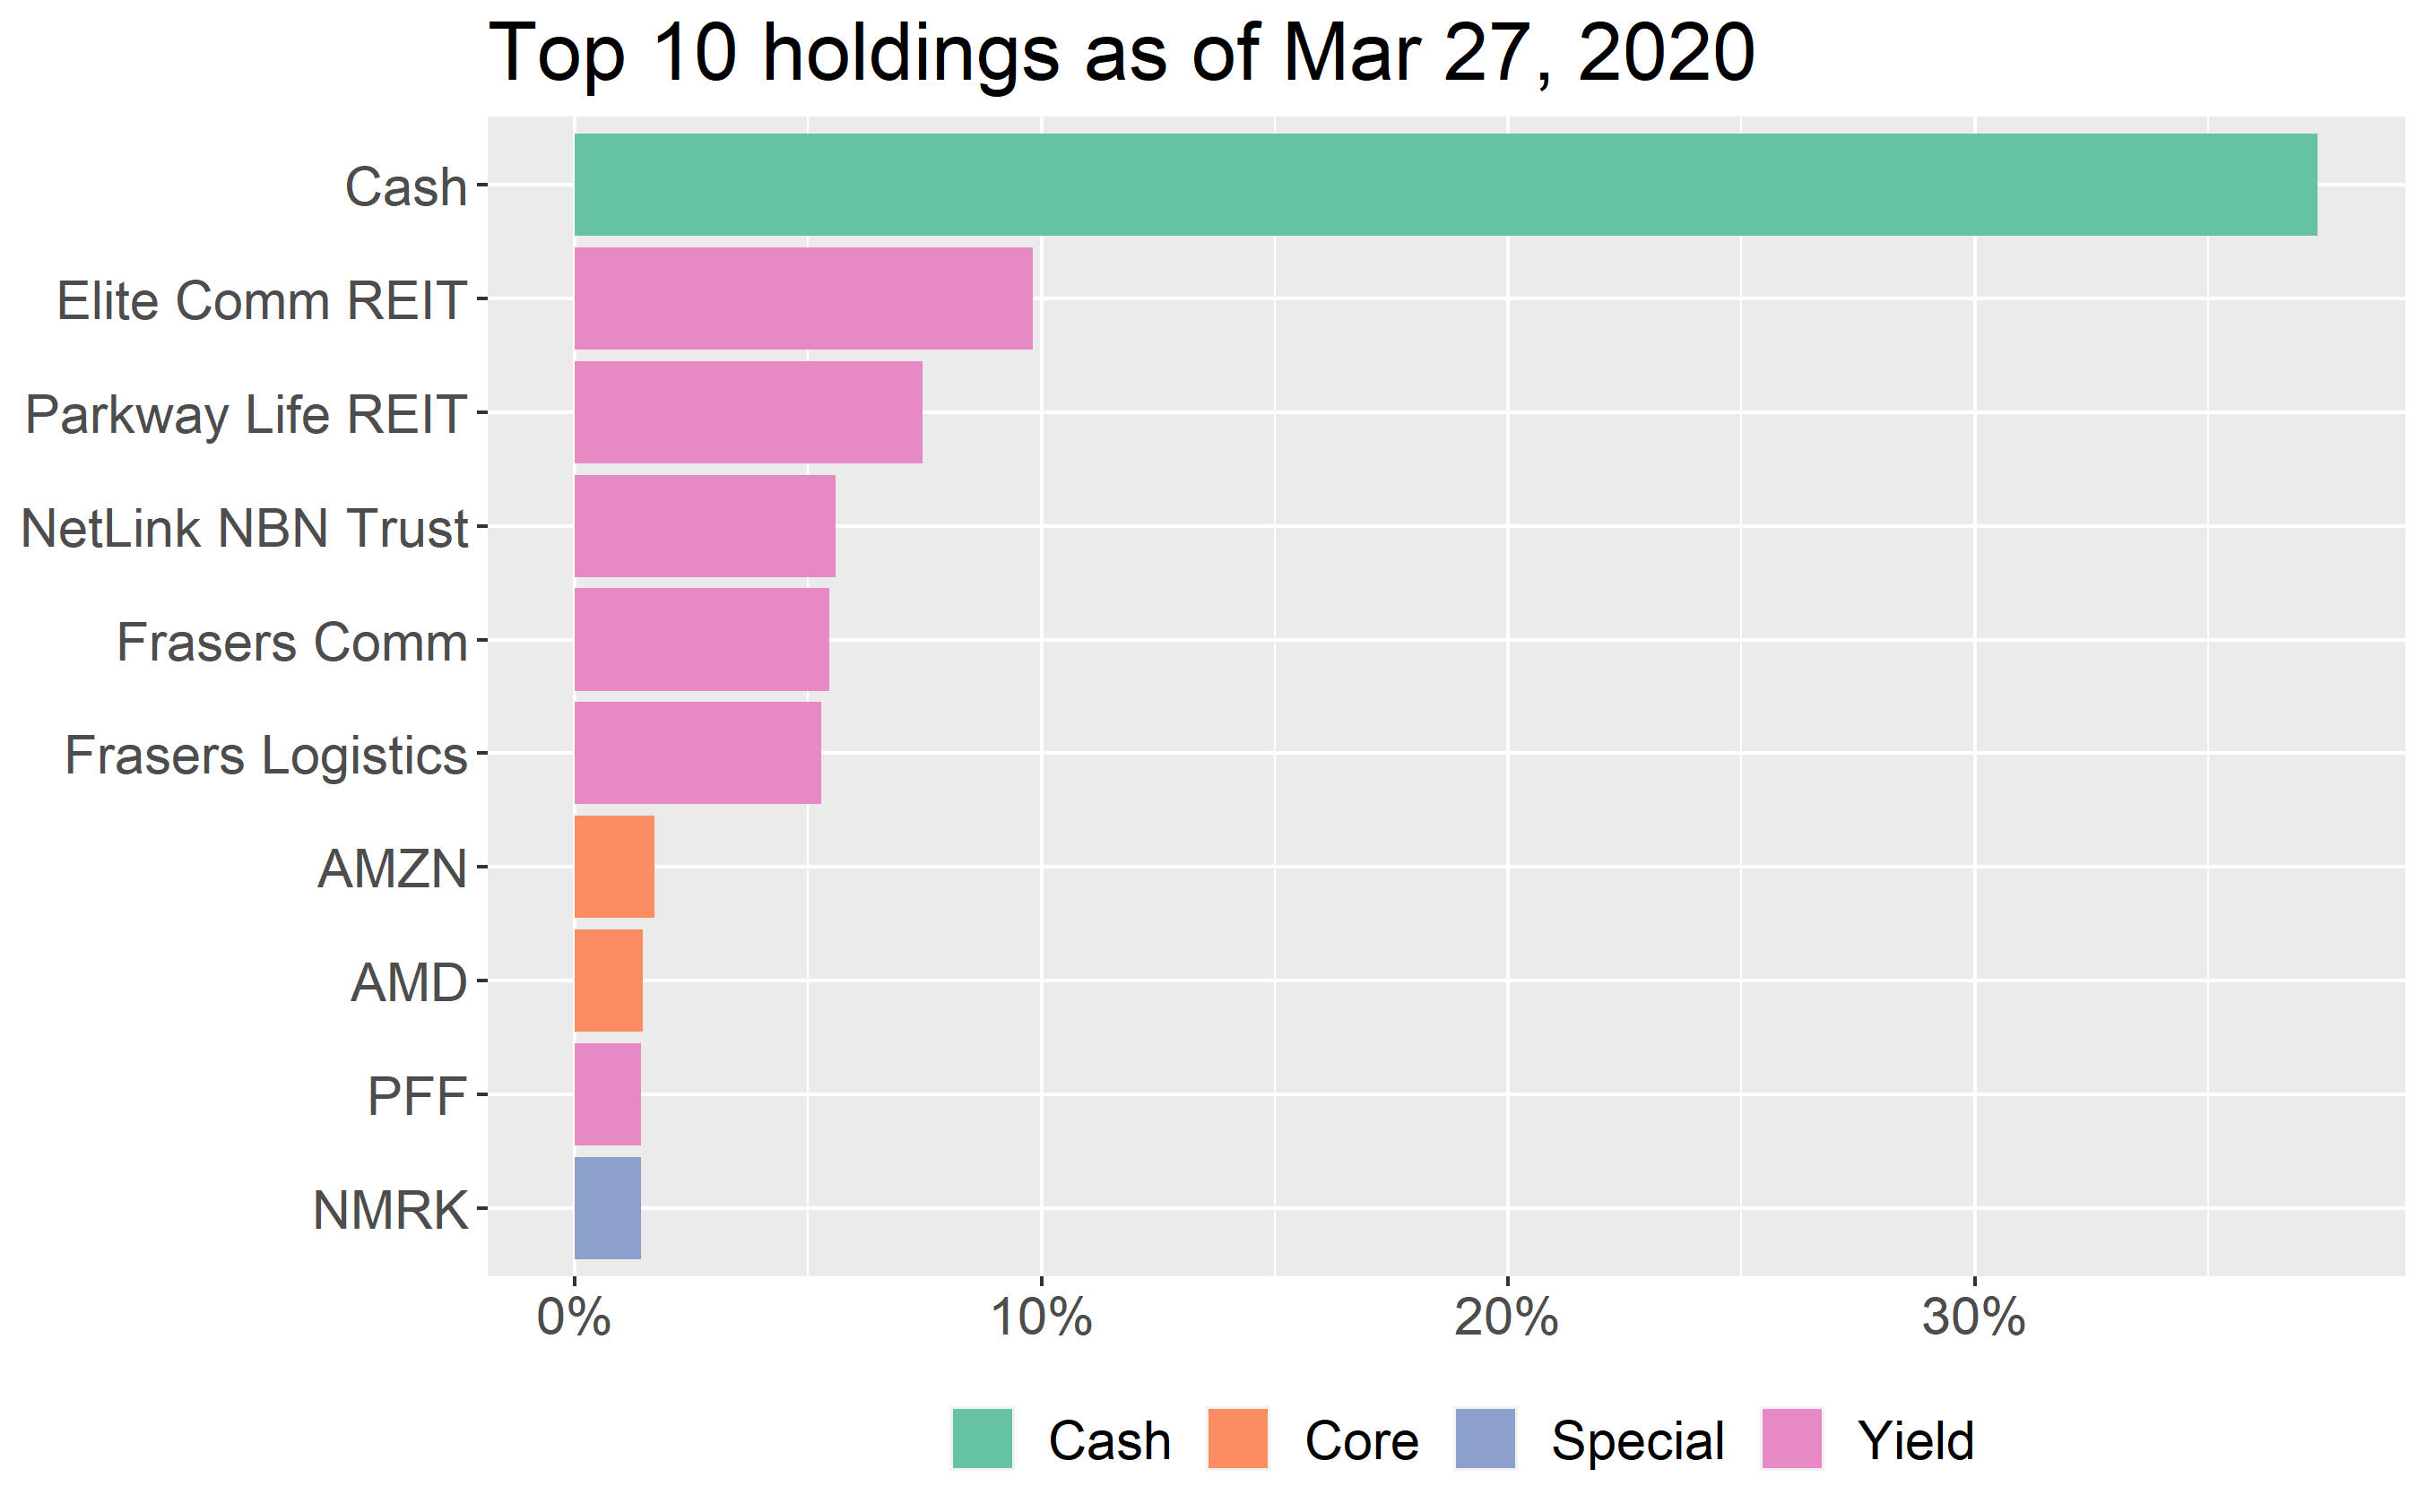 Top 10 holdings as of Mar 27, 2020
Cash
Elite Comm REIT
Parkway Life REIT
NetLink NBN Trust
Frasers Comm
Frasers Logistics
AMZN
AMD
PFF
NMRK
0% 10% 20% 30%
Cash Core Special Yield